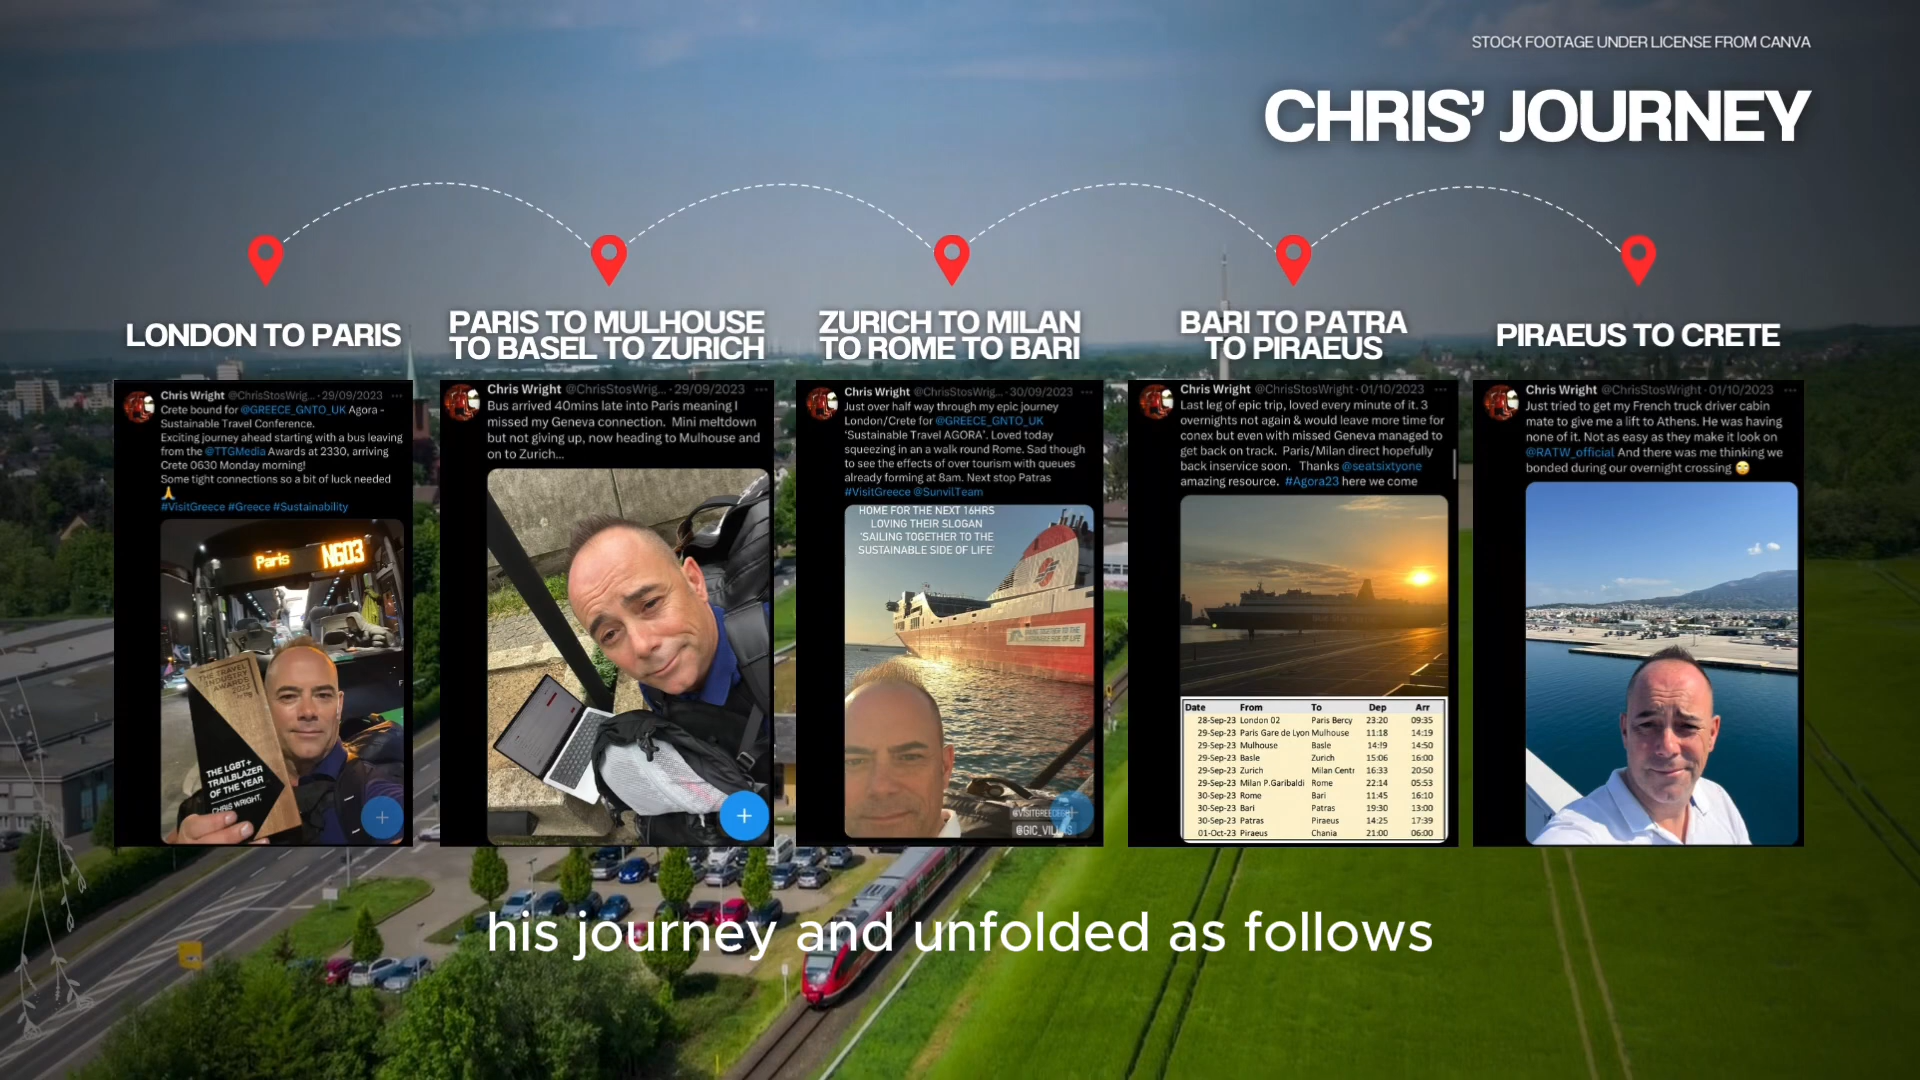 STOCK FOOTAGE UNDER LICENSE FROM CANVA
CHRIS' JOURNEY
LONDON TO PARIS
Chris Wright @ChrisStosWrig... · 29/09/2023 ···
Crete bound for @GREECE_GNTO_UK Agora -
Sustainable Travel Conference.
Exciting journey ahead starting with a bus leaving
from the @TTGMedia Awards at 2330, arriving
Crete 0630 Monday morning!
Some tight connections so a bit of luck needed
🙏
#VisitGreece #Greece #Sustainability
Paris N603
THE TRAVEL
INDUSTRY
AWARDS
2023
THE LGBT+
TRAILBLAZER
OF THE YEAR
CHRIS WRIGHT,
+
PARIS TO MULHOUSE
TO BASEL TO ZURICH
Chris Wright @ChrisStosWrig... · 29/09/2023 ···
Bus arrived 40mins late into Paris meaning I
missed my Geneva connection. Mini meltdown
but not giving up, now heading to Mulhouse and
on to Zurich...
+
ZURICH TO MILAN
TO ROME TO BARI
Chris Wright @ChrisStosWrig... · 30/09/2023 ···
Just over half way through my epic journey
London/Crete for @GREECE_GNTO_UK
'Sustainable Travel AGORA'. Loved today
squeezing in an a walk round Rome. Sad though
to see the effects of over tourism with queues
already forming at 8am. Next stop Patras
#VisitGreece @SunvilTeam
HOME FOR THE NEXT 16HRS
LOVING THEIR SLOGAN
'SAILING TOGETHER TO THE
SUSTAINABLE SIDE OF LIFE'
SAILING TOGETHER TO THE
SUSTAINABLE SIDE OF LIFE
BARI TO PATRA
TO PIRAEUS
Chris Wright @ChrisStosWright · 01/10/2023 ···
Last leg of epic trip, loved every minute of it. 3
overnights not again & would leave more time for
conex but even with missed Geneva managed to
get back on track. Paris/Milan direct hopefully
back inservice soon. Thanks @seatsixtyone
amazing resource. #Agora23 here we come
Date From To Dep Arr
28-Sep-23 London 02 Paris Bercy 23:20 09:35
29-Sep-23 Paris Gare de Lyon Mulhouse 11:18 14:19
29-Sep-23 Mulhouse Basle 14:19 14:50
29-Sep-23 Basle Zurich 15:06 16:00
29-Sep-23 Zurich Milan Centr 16:33 20:50
29-Sep-23 Milan P.Garibaldi Rome 22:14 05:53
30-Sep-23 Rome Bari 11:45 16:10
30-Sep-23 Bari Patras 19:30 13:00
30-Sep-23 Patras Piraeus 14:25 17:39
01-Oct-23 Piraeus Chania 21:00 06:00
PIRAEUS TO CRETE
Chris Wright @ChrisStosWright · 01/10/2023 ···
Just tried to get my French truck driver cabin
mate to give me a lift to Athens. He was having
none of it. Not as easy as they make it look on
@RATW_official And there was me thinking we
bonded during our overnight crossing 🙄
his journey and unfolded as follows